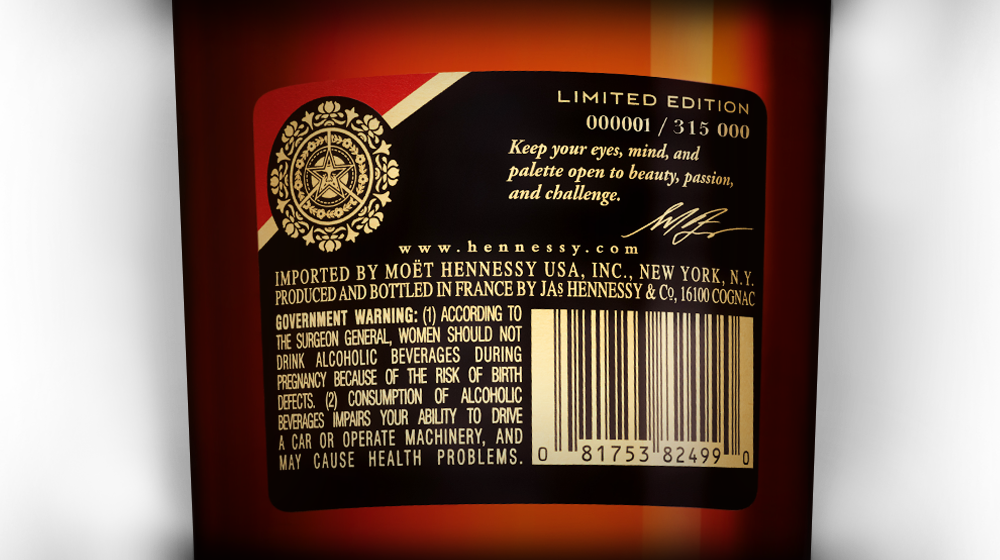 LIMITED EDITION
000001 / 315 000
Keep your eyes, mind, and
palette open to beauty, passion,
and challenge.
www.hennessy.com
IMPORTED BY MOËT HENNESSY USA, INC., NEW YORK, N.Y.
PRODUCED AND BOTTLED IN FRANCE BY JAS HENNESSY & Co, 16100 COGNAC
GOVERNMENT WARNING: (1) ACCORDING TO
THE SURGEON GENERAL, WOMEN SHOULD NOT
DRINK ALCOHOLIC BEVERAGES DURING
PREGNANCY BECAUSE OF THE RISK OF BIRTH
DEFECTS. (2) CONSUMPTION OF ALCOHOLIC
BEVERAGES IMPAIRS YOUR ABILITY TO DRIVE
A CAR OR OPERATE MACHINERY, AND
MAY CAUSE HEALTH PROBLEMS.
0 81753 82499 0